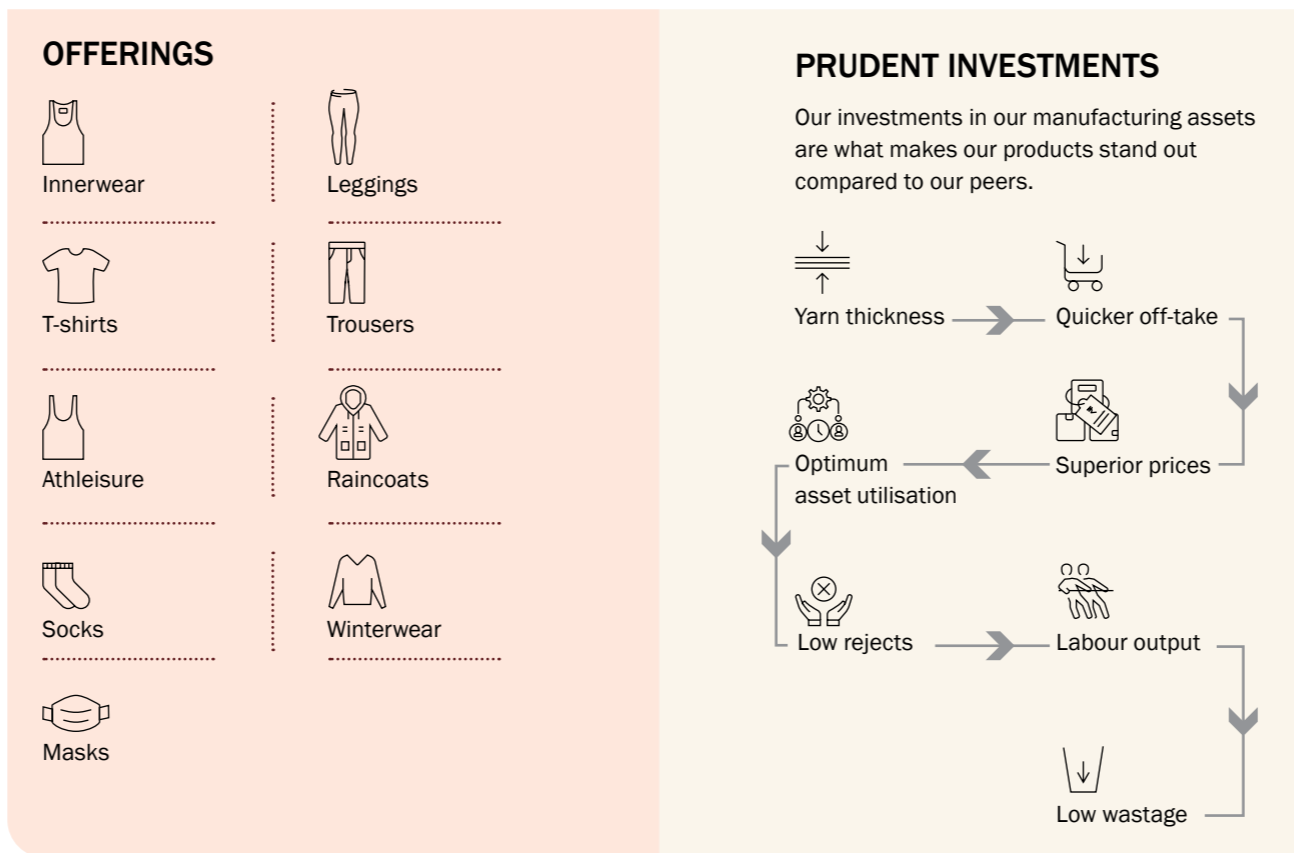 OFFERINGS
Innerwear
Leggings
T-shirts
Trousers
Athleisure
Raincoats
Socks
Winterwear
Masks
PRUDENT INVESTMENTS
Our investments in our manufacturing assets
are what makes our products stand out
compared to our peers.
Yarn thickness
Quicker off-take
Superior prices
Optimum
asset utilisation
Low rejects
Labour output
Low wastage